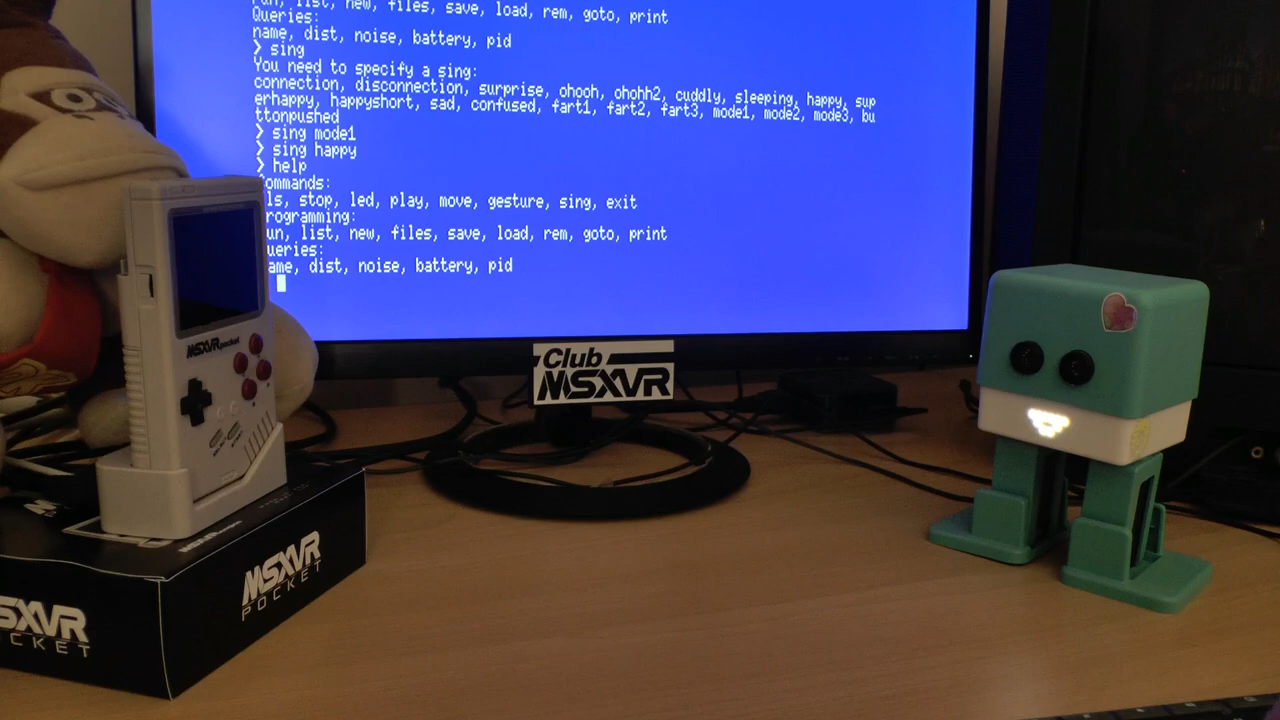 run, list, new, files, save, load, rem, goto, print
Queries:
name, dist, noise, battery, pid
> sing
You need to specify a sing:
connection, disconnection, surprise, ohooh, ohohh2, cuddly, sleeping, happy, sup
erhappy, happyshort, sad, confused, fart1, fart2, fart3, mode1, mode2, mode3, bu
ttonpushed
> sing mode1
> sing happy
> help
ommands:
ls, stop, led, play, move, gesture, sing, exit
rogramming:
un, list, new, files, save, load, rem, goto, print
ueries:
ame, dist, noise, battery, pid
MSXVR pocket
Club
MSXVR
MSXVR
POCKET
SXVR
OCKET